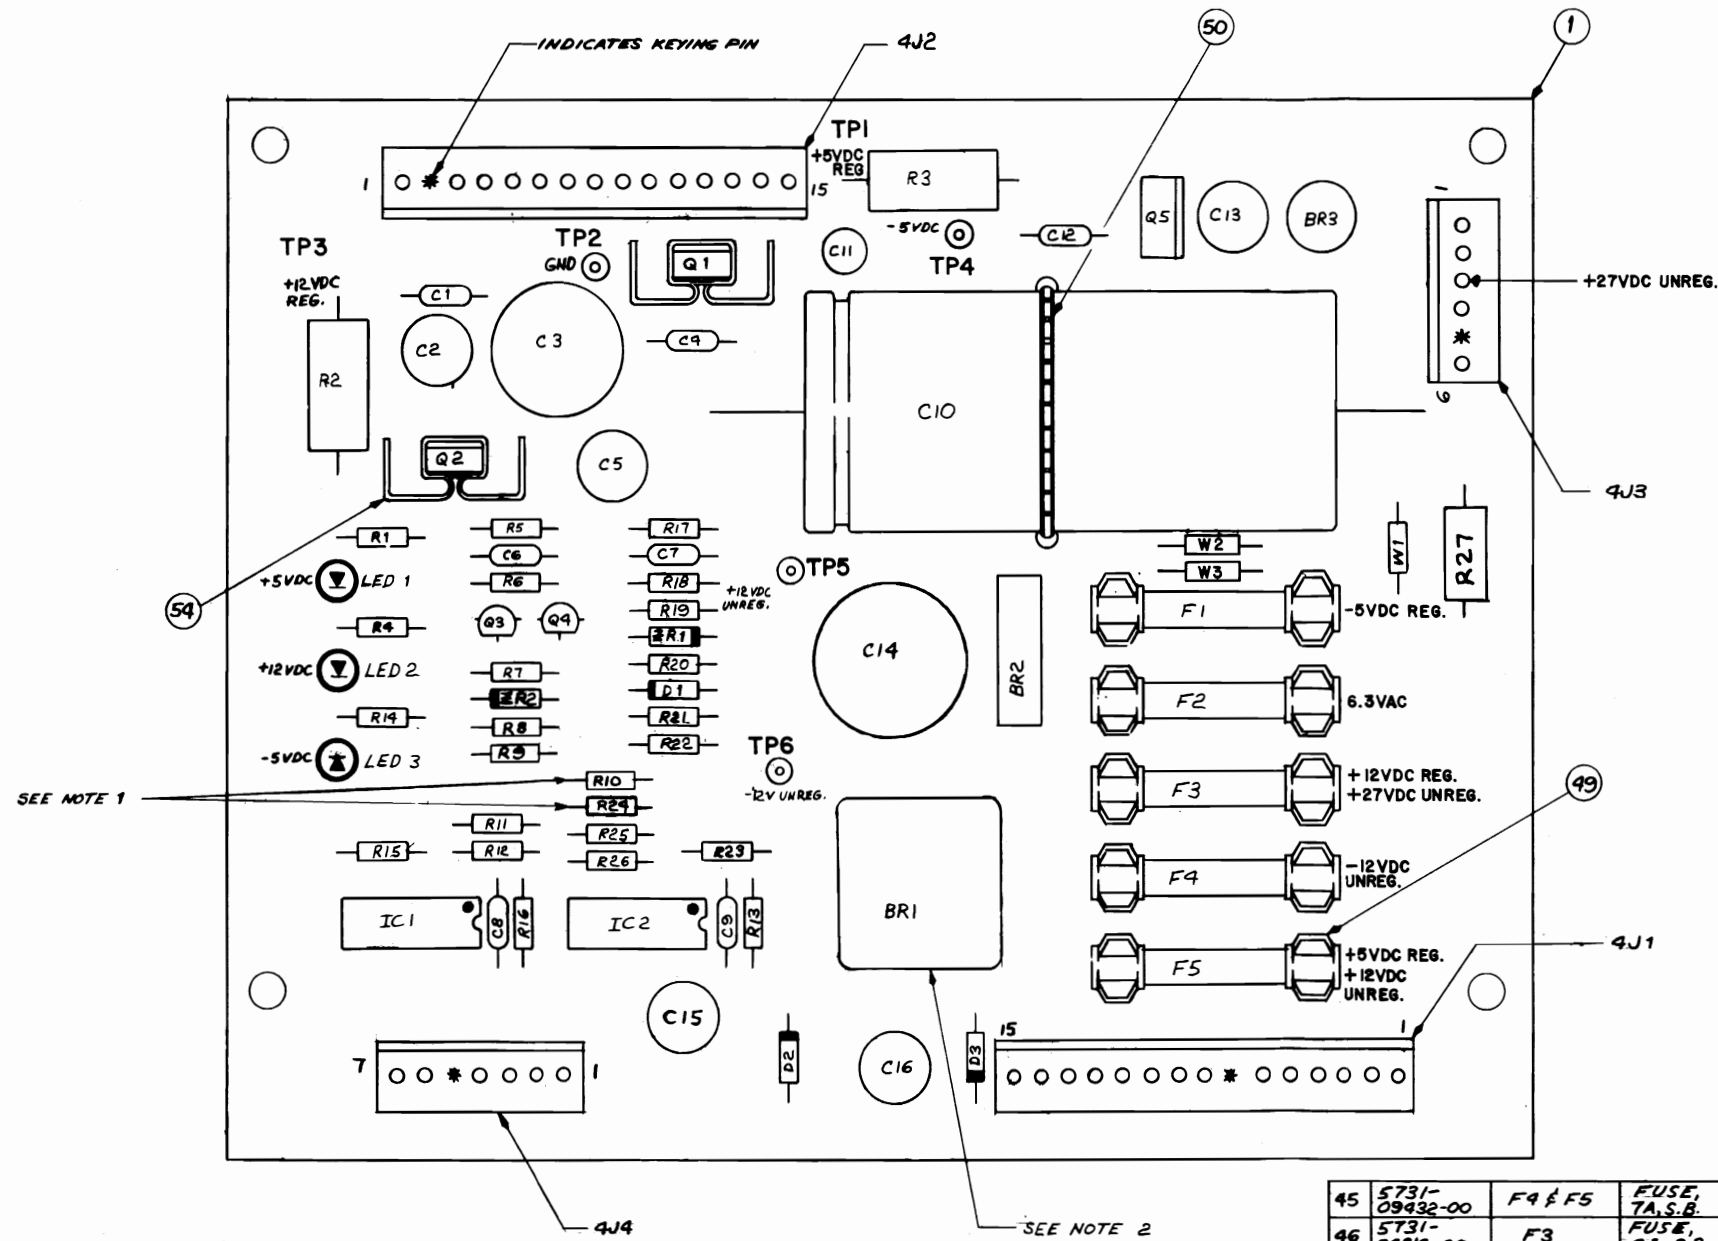 INDICATES KEYING PIN
4J2
50
1
TP1
+5VDC
REG
1
15
R3
-5VDC
TP4
C11
C12
Q5
C13
BR3
1
+27VDC UNREG.
6
4J3
TP3
+12VDC
REG.
TP2
GND
Q1
C1
C2
C3
C4
R2
C10
Q2
C5
54
R1
R5
R17
C6
C7
+5VDC
LED 1
R6
R18
TP5
+12VDC
UNREG.
R19
R4
Q3
Q4
ZR1
+12VDC
LED 2
R7
R20
ZR2
D1
R14
R8
R21
R9
R22
-5VDC
LED 3
TP6
-12V UNREG.
SEE NOTE 1
R10
R24
R11
R25
R15
R12
R26
R23
W2
W3
W1
R27
C14
BR2
F1
-5VDC REG.
F2
6.3VAC
F3
+12VDC REG.
+27VDC UNREG.
49
F4
-12VDC
UNREG.
F5
+5VDC REG.
+12VDC
UNREG.
4J1
IC1
C8
R16
IC2
C9
R13
BR1
C15
D2
C16
D3
15
1
7
1
4J4
SEE NOTE 2
45
5731-
09432-00
F4 & F5
FUSE,
7A, S.B.
46
5731-
F3
FUSE,